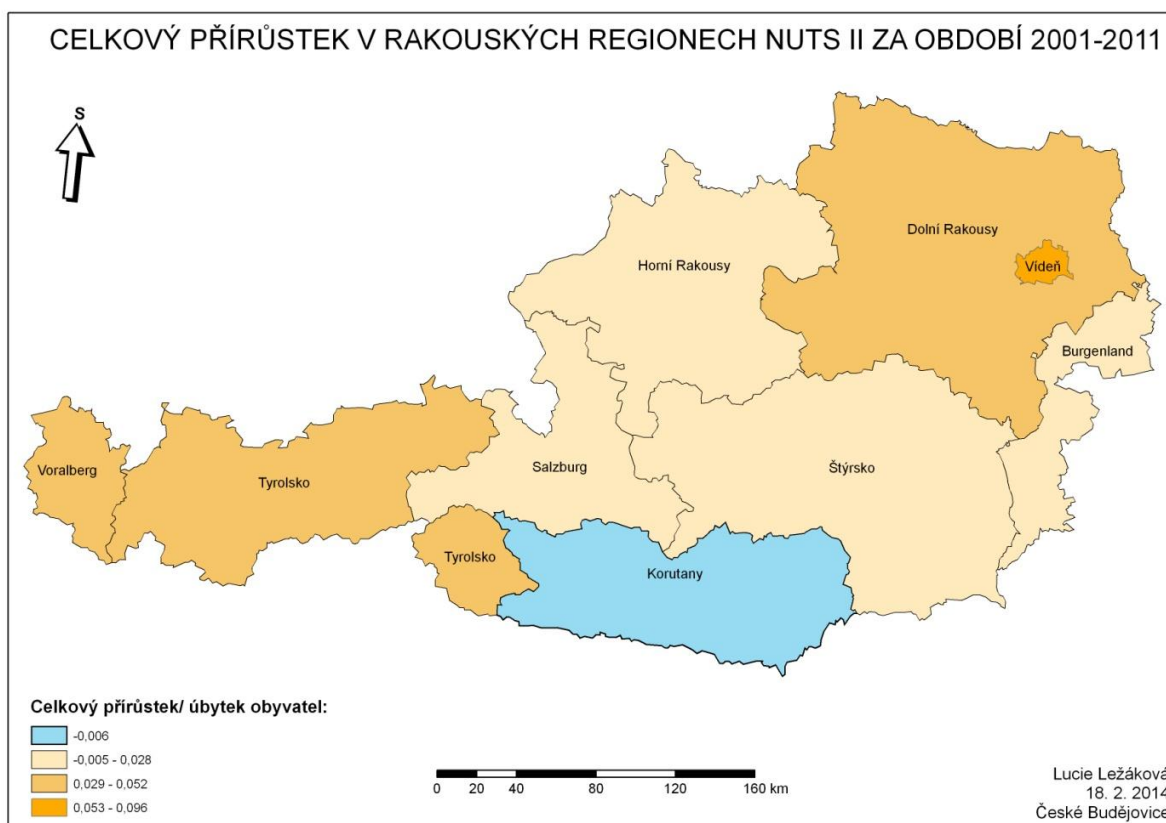 CELKOVÝ PŘÍRŮSTEK V RAKOUSKÝCH REGIONECH NUTS II ZA OBDOBÍ 2001-2011
S
Dolní Rakousy
Vídeň
Horní Rakousy
Burgenland
Voralberg
Tyrolsko
Salzburg
Štýrsko
Tyrolsko
Korutany
Celkový přírůstek/ úbytek obyvatel:
-0,006
-0,005 - 0,028
0,029 - 0,052
0,053 - 0,096
0 20 40 80 120 160 km
Lucie Ležáková
18. 2. 2014
České Budějovice